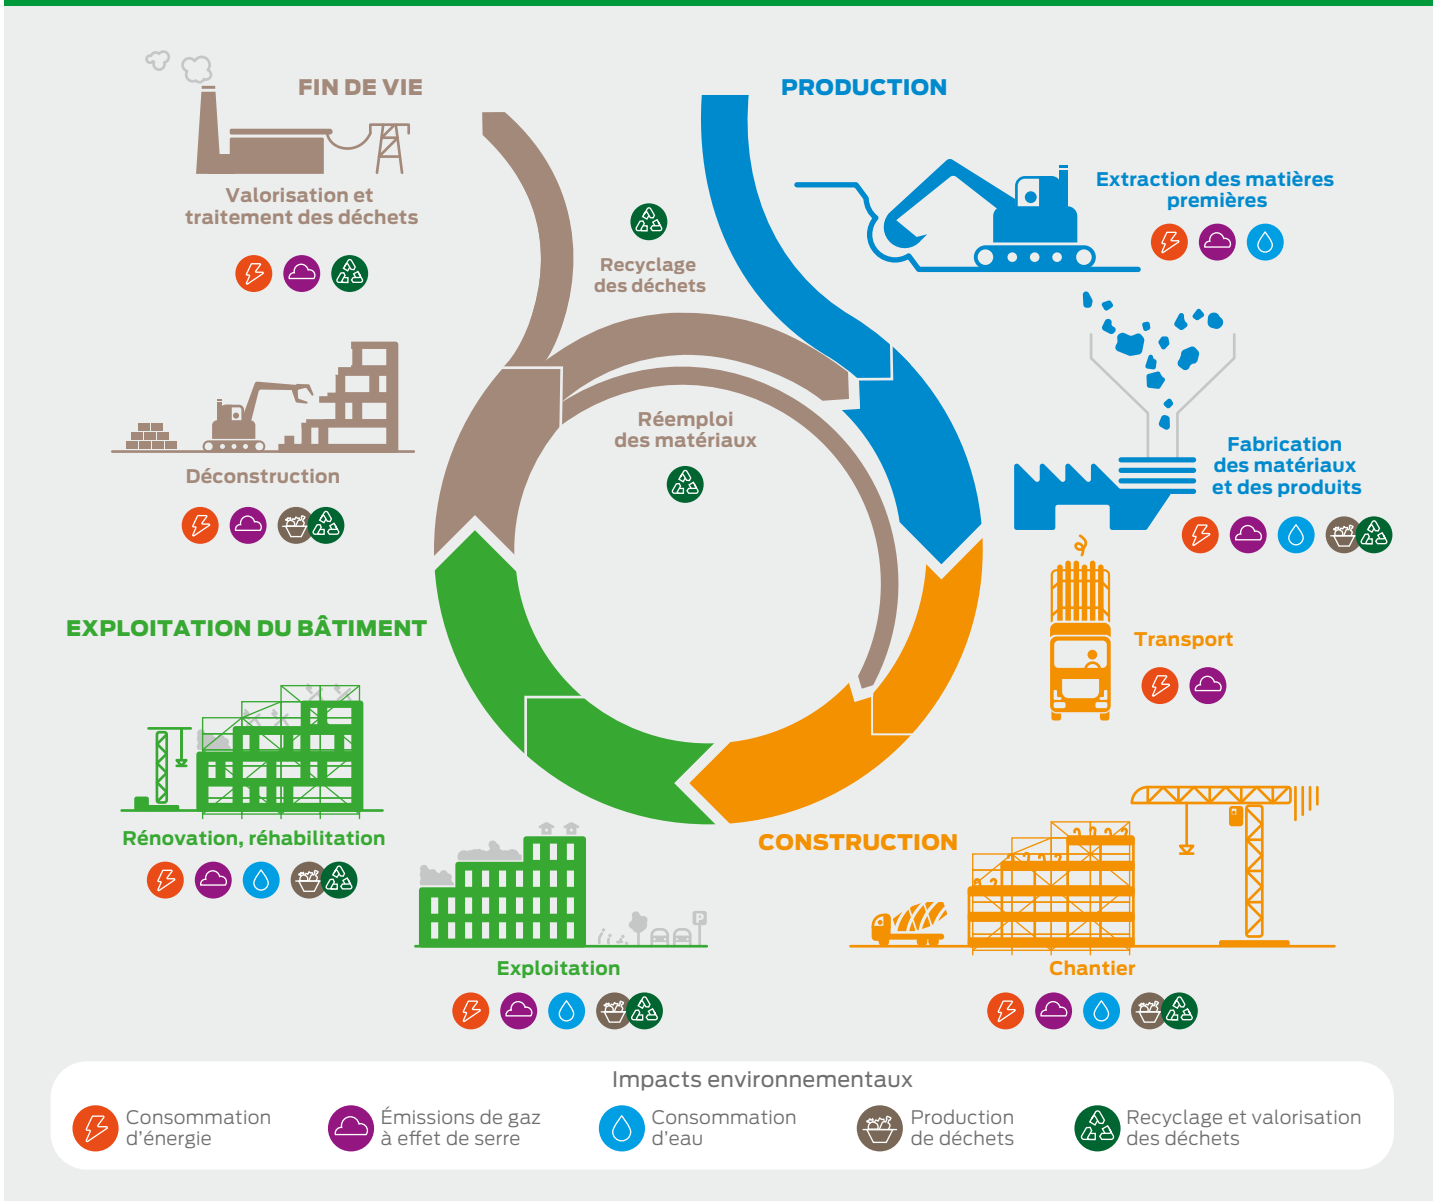 FIN DE VIE
Valorisation et
traitement des déchets
Recyclage
des déchets
PRODUCTION
Extraction des matières
premières
Déconstruction
Réemploi
des matériaux
Fabrication
des matériaux
et des produits
EXPLOITATION DU BÂTIMENT
Transport
Rénovation, réhabilitation
CONSTRUCTION
P
Exploitation
Chantier
Impacts environnementaux
Consommation
d’énergie
Émissions de gaz
à effet de serre
Consommation
d’eau
Production
de déchets
Recyclage et valorisation
des déchets